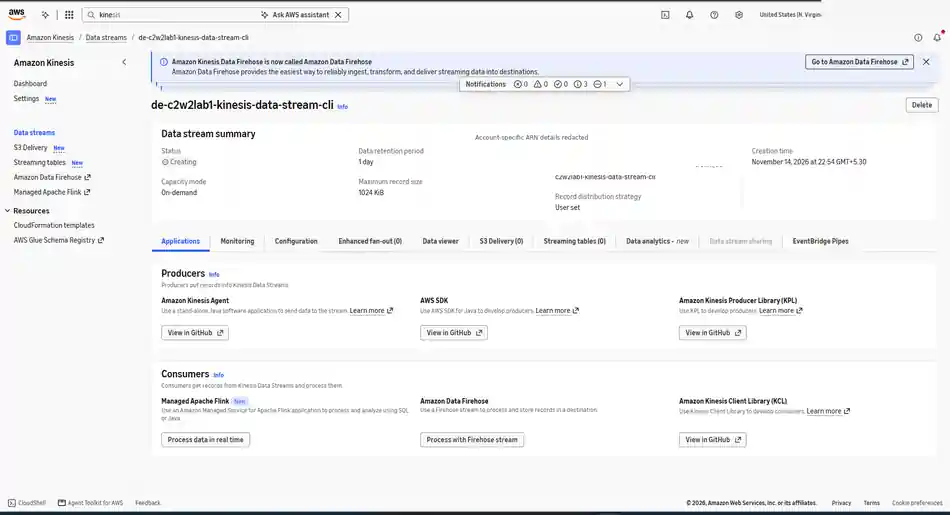 aws
kinesis
Ask AWS assistant
United States (N. Virgin
Amazon Kinesis / Data streams / de-c2w2lab1-kinesis-data-stream-cli
Amazon Kinesis
Dashboard
Settings New
Data streams
S3 Delivery New
Streaming tables New
Amazon Data Firehose
Managed Apache Flink
Resources
CloudFormation templates
AWS Glue Schema Registry
Amazon Kinesis Data Firehose is now called Amazon Data Firehose
Amazon Data Firehose provides the easiest way to reliably ingest, transform, and deliver streaming data into destinations.
Go to Amazon Data Firehose
Notifications 0 0 0 3 1
de-c2w2lab1-kinesis-data-stream-cli Info
Delete
Data stream summary
Account-specific ARN details redacted
Status
Creating
Capacity mode
On-demand
Data retention period
1 day
Maximum record size
1024 KiB
c2w2lab1-kinesis-data-stream-cli
Record distribution strategy
User set
Creation time
November 14, 2026 at 22:54 GMT+5.30
Applications
Monitoring
Configuration
Enhanced fan-out (0)
Data viewer
S3 Delivery (0)
Streaming tables (0)
Data analytics - new
Data stream sharing
EventBridge Pipes
Producers Info
Producers put records into Kinesis Data Streams.
Amazon Kinesis Agent
Use a stand-alone Java software application to send data to the stream. Learn more
View in GitHub
AWS SDK
Use AWS SDK for Java to develop producers. Learn more
View in GitHub
Amazon Kinesis Producer Library (KPL)
Use KPL to develop producers. Learn more
View in GitHub
Consumers Info
Consumers get records from Kinesis Data Streams and process them
Managed Apache Flink New
Use an Amazon Managed Service for Apache Flink application to process and analyze using SQL
or Java.
Process data in real time
Amazon Data Firehose
Use a Firehose stream to process and store records in a destination.
Process with Firehose stream
Amazon Kinesis Client Library (KCL)
Use Kinesis Client Library to develop consumers. Learn more
View in GitHub
CloudShell
Agent Toolkit for AWS
Feedback
© 2026, Amazon Web Services, Inc. or its affiliates.
Privacy
Terms
Cookie preferences